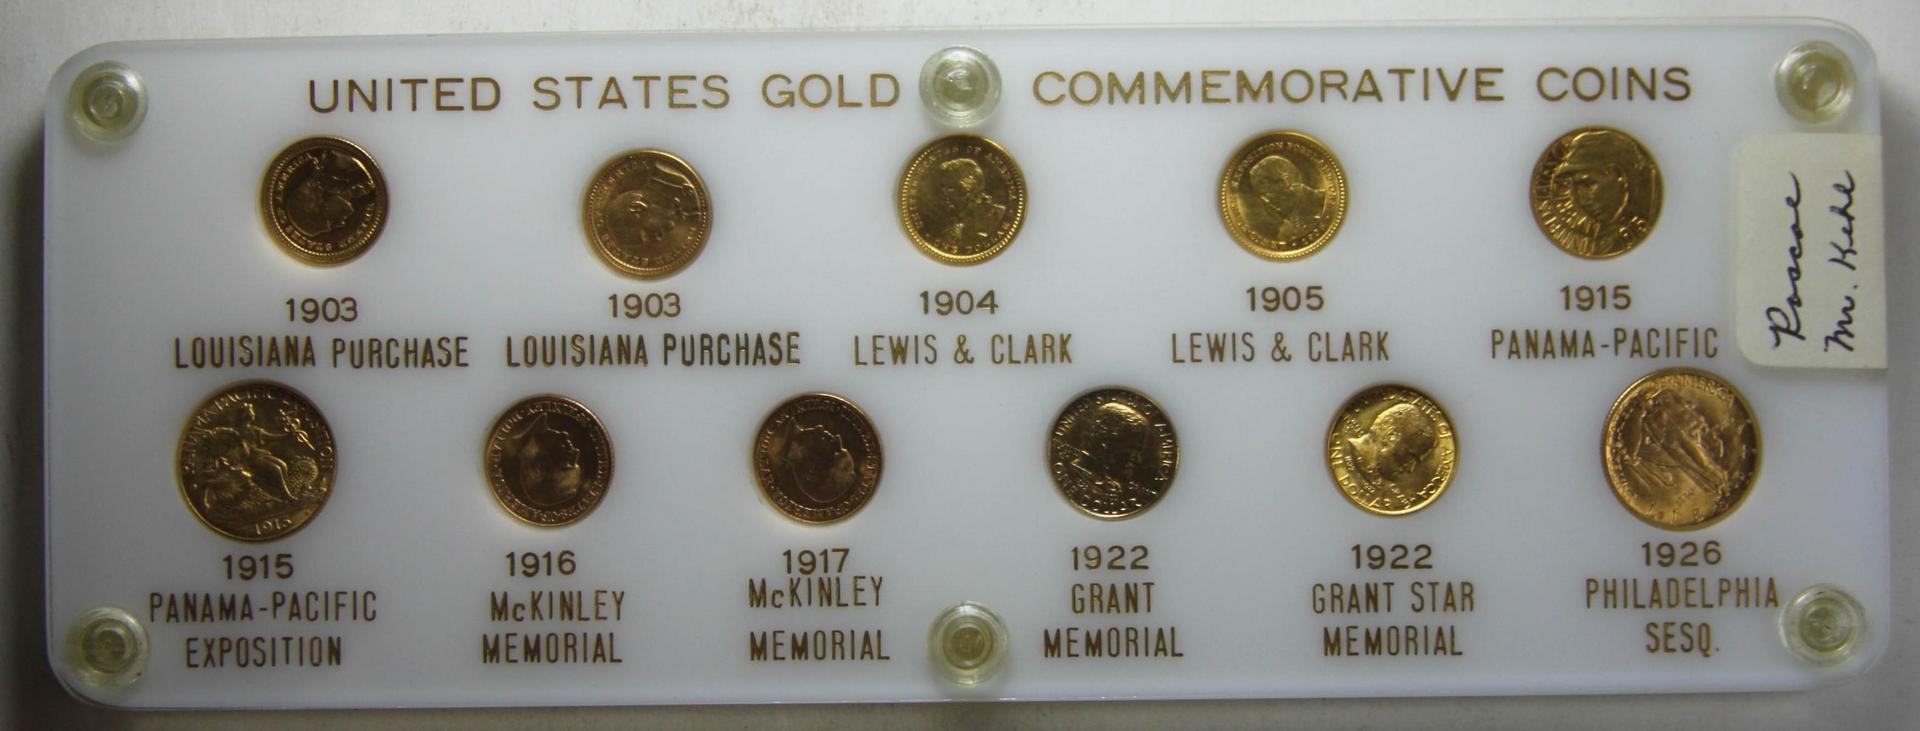 UNITED STATES GOLD COMMEMORATIVE COINS
1903
LOUISIANA PURCHASE
1903
LOUISIANA PURCHASE
1904
LEWIS & CLARK
1905
LEWIS & CLARK
1915
PANAMA-PACIFIC
Roscoe
Mr. Kehl
1915
PANAMA-PACIFIC
EXPOSITION
1916
McKINLEY
MEMORIAL
1917
McKINLEY
MEMORIAL
1922
GRANT
MEMORIAL
1922
GRANT STAR
MEMORIAL
1926
PHILADELPHIA
SESQ.